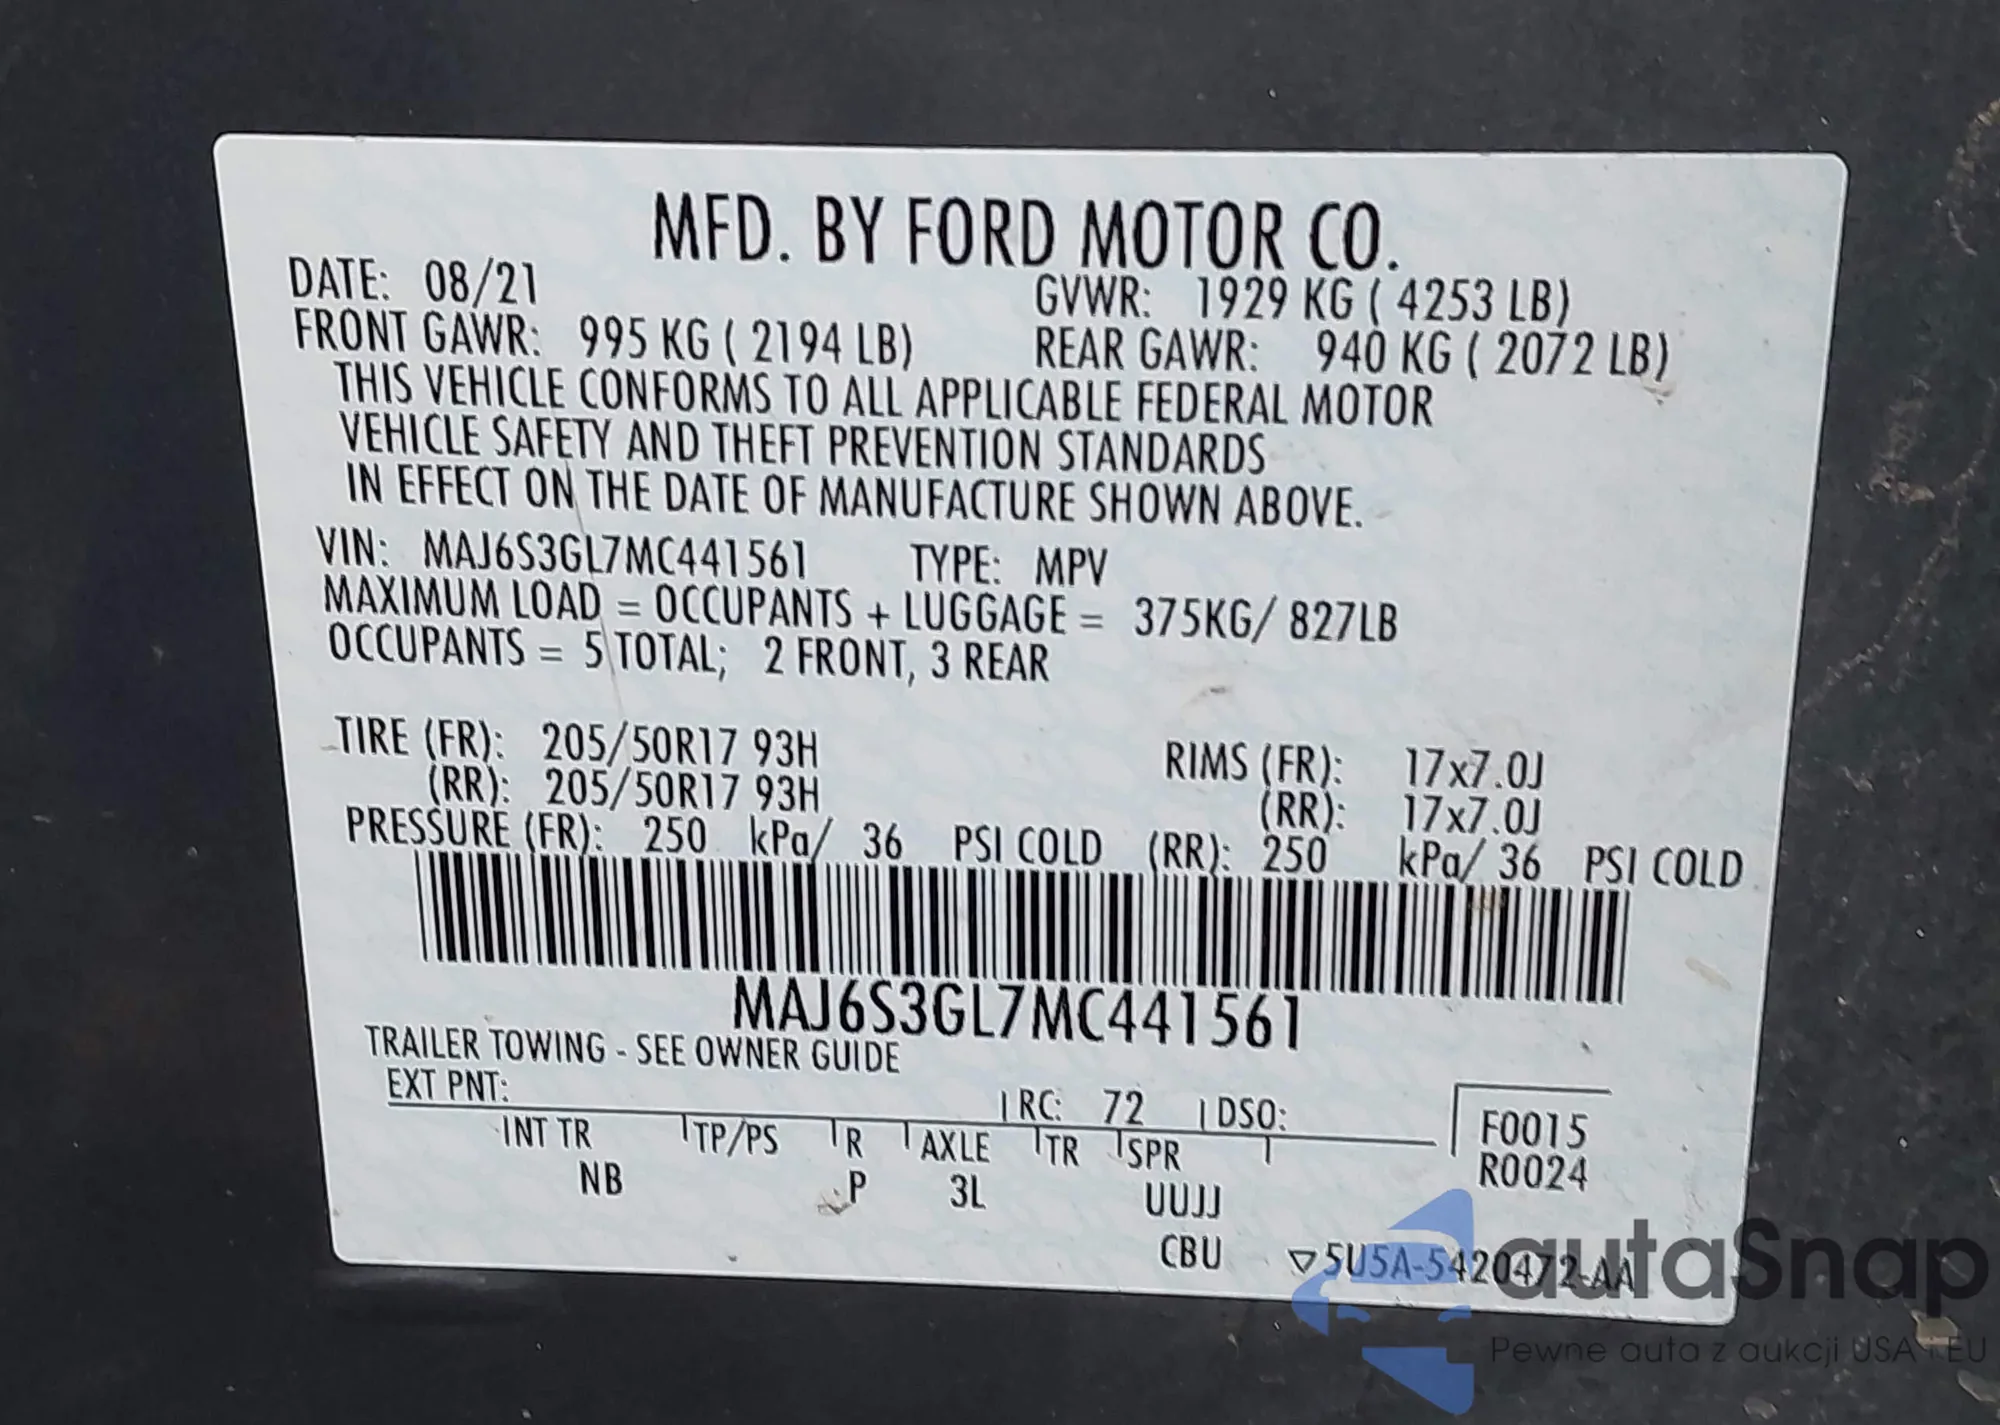 MFD. BY FORD MOTOR CO.
DATE: 08/21 GVWR: 1929 KG ( 4253 LB)
FRONT GAWR: 995 KG ( 2194 LB) REAR GAWR: 940 KG ( 2072 LB)
THIS VEHICLE CONFORMS TO ALL APPLICABLE FEDERAL MOTOR
VEHICLE SAFETY AND THEFT PREVENTION STANDARDS
IN EFFECT ON THE DATE OF MANUFACTURE SHOWN ABOVE.
VIN: MAJ6S3GL7MC441561 TYPE: MPV
MAXIMUM LOAD = OCCUPANTS + LUGGAGE = 375KG/ 827LB
OCCUPANTS = 5 TOTAL; 2 FRONT, 3 REAR
TIRE (FR): 205/50R17 93H RIMS (FR): 17x7.0J
(RR): 205/50R17 93H (RR): 17x7.0J
PRESSURE (FR): 250 kPa/ 36 PSI COLD (RR): 250 kPa/ 36 PSI COLD
MAJ6S3GL7MC441561
TRAILER TOWING - SEE OWNER GUIDE
EXT PNT: RC: 72 DSO: F0015
INT TR TP/PS R AXLE TR SPR R0024
NB P 3L UUJJ
CBU 5U5A-5420472-AA
autaSnap
Pewne auta z aukcji USA i EU